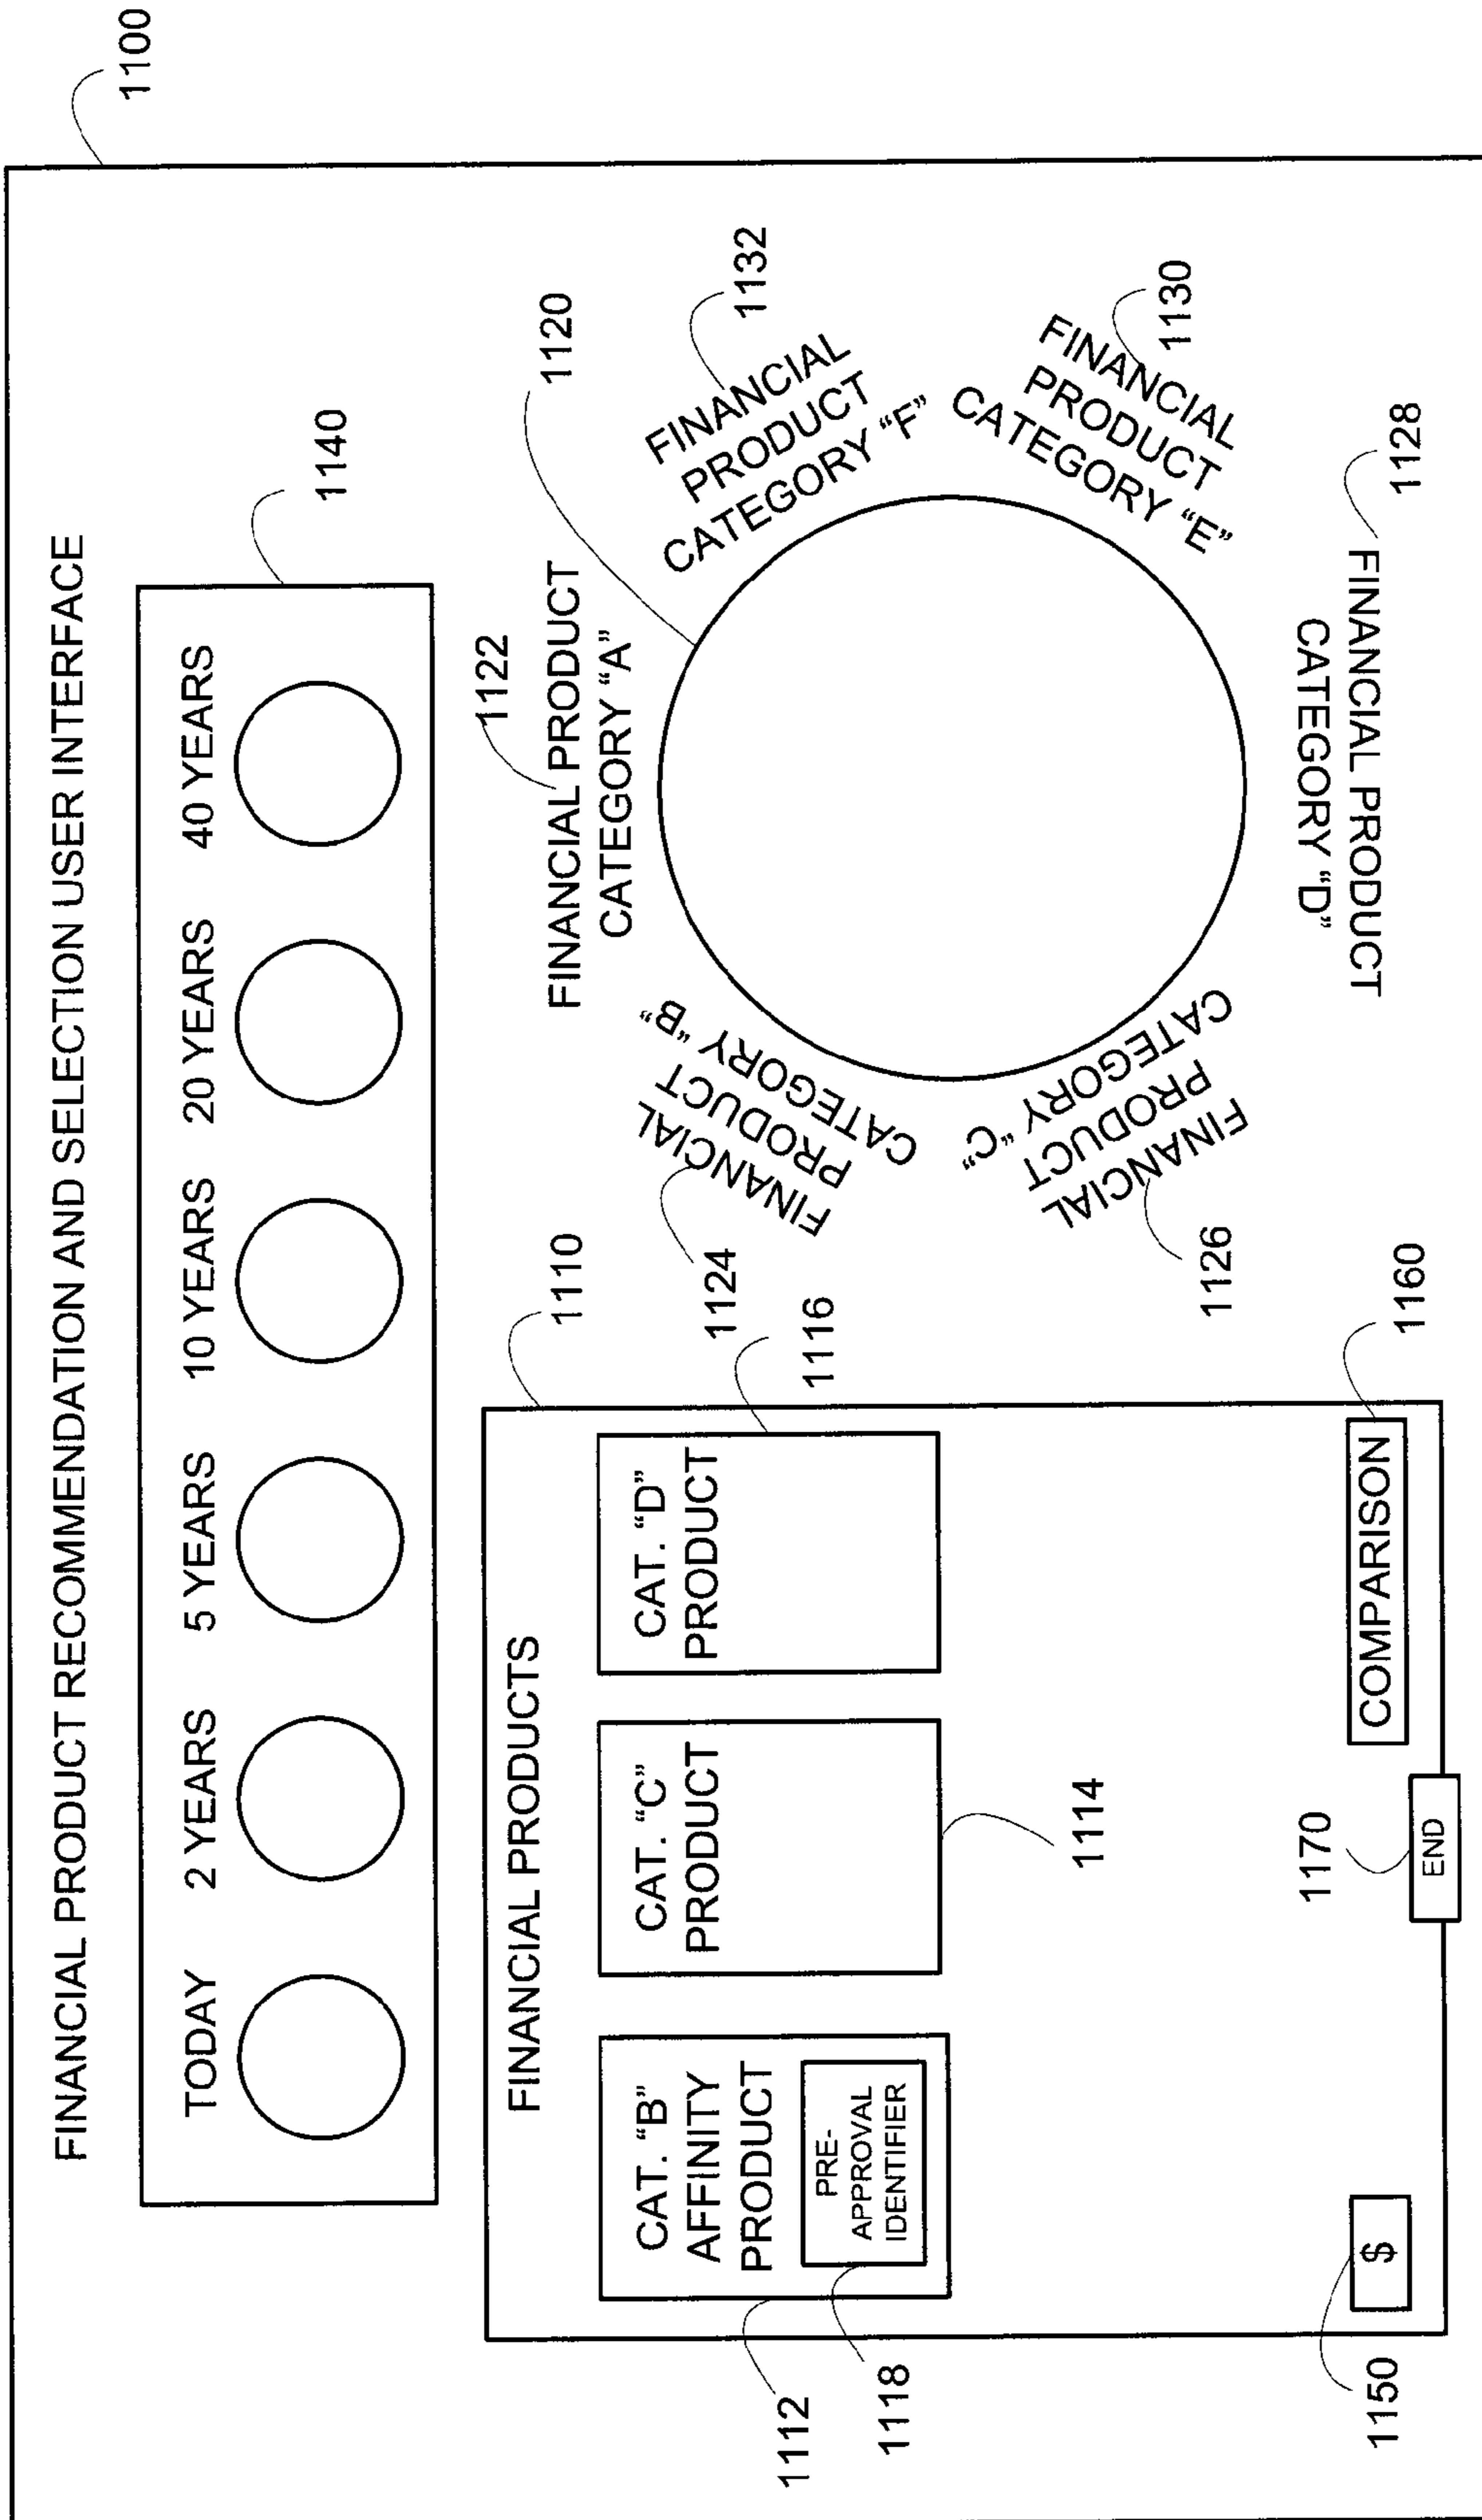 1100
FINANCIAL PRODUCT RECOMMENDATION AND SELECTION USER INTERFACE
1140
TODAY
2 YEARS
5 YEARS
10 YEARS
20 YEARS
40 YEARS
1110
FINANCIAL PRODUCTS
CAT. “B”
AFFINITY
PRODUCT
PRE-
APPROVAL
IDENTIFIER
1112
1118
CAT. “C”
PRODUCT
1114
CAT. “D”
PRODUCT
1116
1150
$
1170
END
COMPARISON
1160
1120
1122
FINANCIAL PRODUCT
CATEGORY “A”
1124
FINANCIAL
PRODUCT
CATEGORY “B”
1126
FINANCIAL
PRODUCT
CATEGORY “C”
FINANCIAL PRODUCT
CATEGORY “D”
1128
FINANCIAL
PRODUCT
CATEGORY “E”
1130
FINANCIAL
PRODUCT
CATEGORY “F”
1132